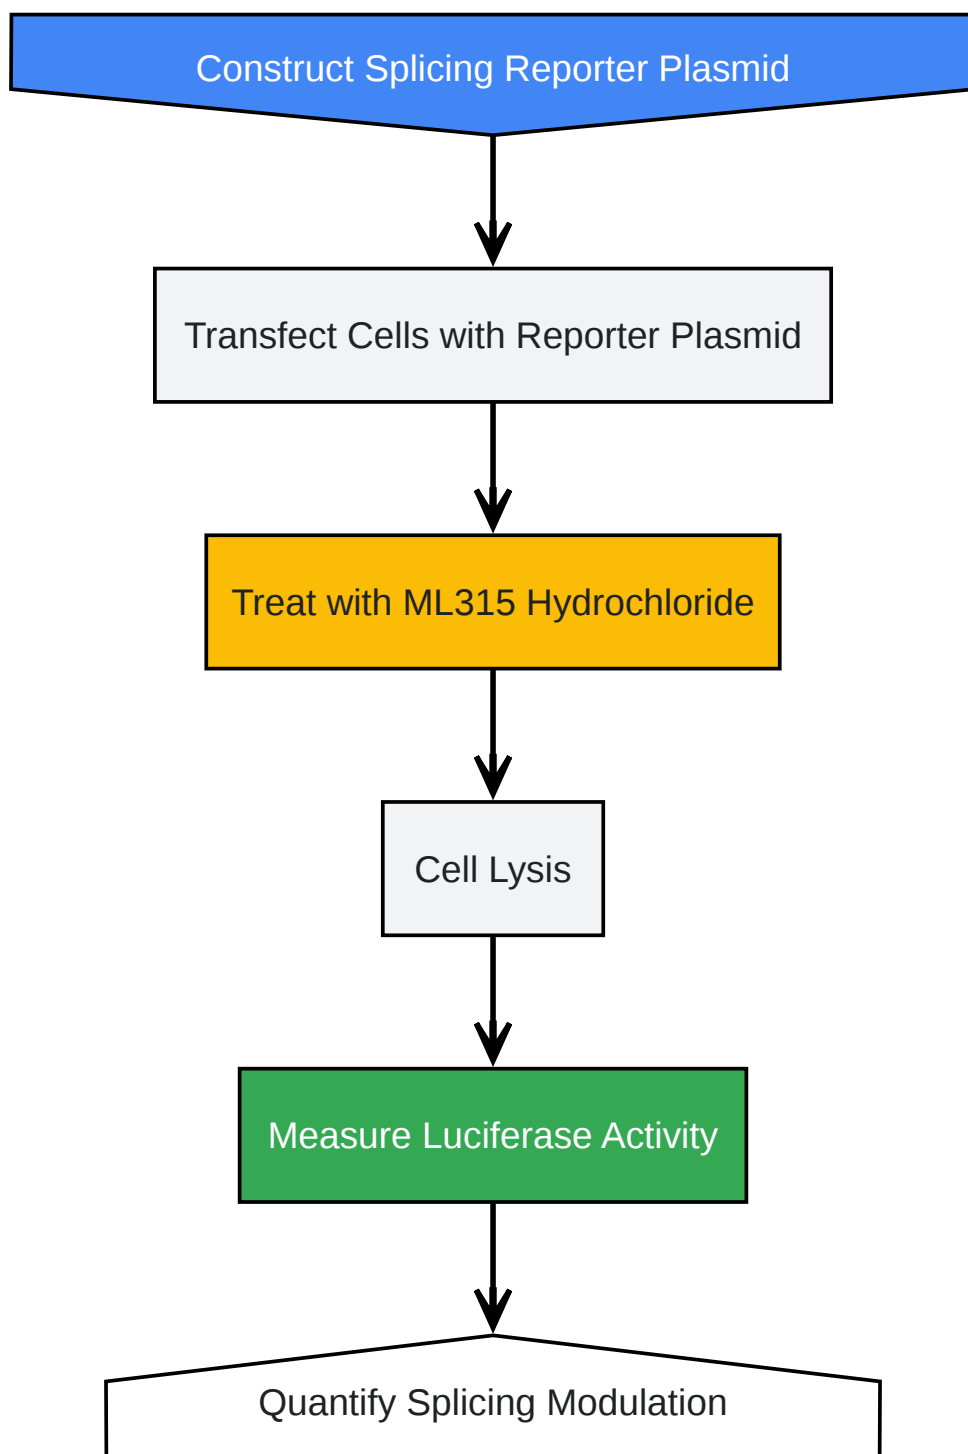 Construct Splicing Reporter Plasmid
Transfect Cells with Reporter Plasmid
Treat with ML315 Hydrochloride
Cell Lysis
Measure Luciferase Activity
Quantify Splicing Modulation